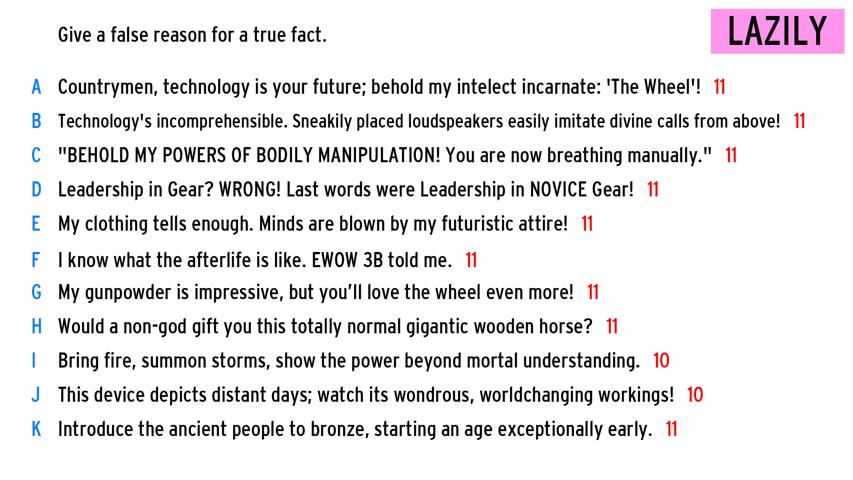 Give a false reason for a true fact.
LAZILY
A Countrymen, technology is your future; behold my intelect incarnate: 'The Wheel'! 11
B Technology's incomprehensible. Sneakily placed loudspeakers easily imitate divine calls from above! 11
C "BEHOLD MY POWERS OF BODILY MANIPULATION! You are now breathing manually." 11
D Leadership in Gear? WRONG! Last words were Leadership in NOVICE Gear! 11
E My clothing tells enough. Minds are blown by my futuristic attire! 11
F I know what the afterlife is like. EWOW 3B told me. 11
G My gunpowder is impressive, but you’ll love the wheel even more! 11
H Would a non-god gift you this totally normal gigantic wooden horse? 11
I Bring fire, summon storms, show the power beyond mortal understanding. 10
J This device depicts distant days; watch its wondrous, worldchanging workings! 10
K Introduce the ancient people to bronze, starting an age exceptionally early. 11